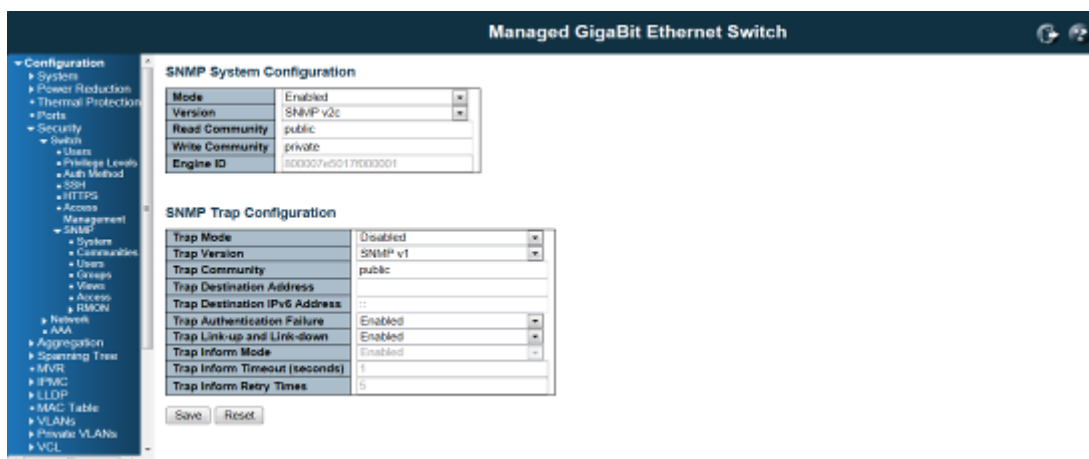 Managed GigaBit Ethernet Switch
Configuration
System
Power Reduction
Thermal Protection
Ports
Security
Switch
Users
Privilege Levels
Auth Method
SSH
HTTPS
Access
Management
SNMP
System
Communities
Users
Groups
Views
Access
RMON
Network
AAA
Aggregation
Spanning Tree
MVR
IPMC
LLDP
MAC Table
VLANs
Private VLANs
VCL
SNMP System Configuration
Mode Enabled
Version SNMP v2c
Read Community public
Write Community private
Engine ID 800007e5017f000001
SNMP Trap Configuration
Trap Mode Disabled
Trap Version SNMP v1
Trap Community public
Trap Destination Address
Trap Destination IPv6 Address ::
Trap Authentication Failure Enabled
Trap Link-up and Link-down Enabled
Trap Inform Mode Enabled
Trap Inform Timeout (seconds) 1
Trap Inform Retry Times 5
Save Reset